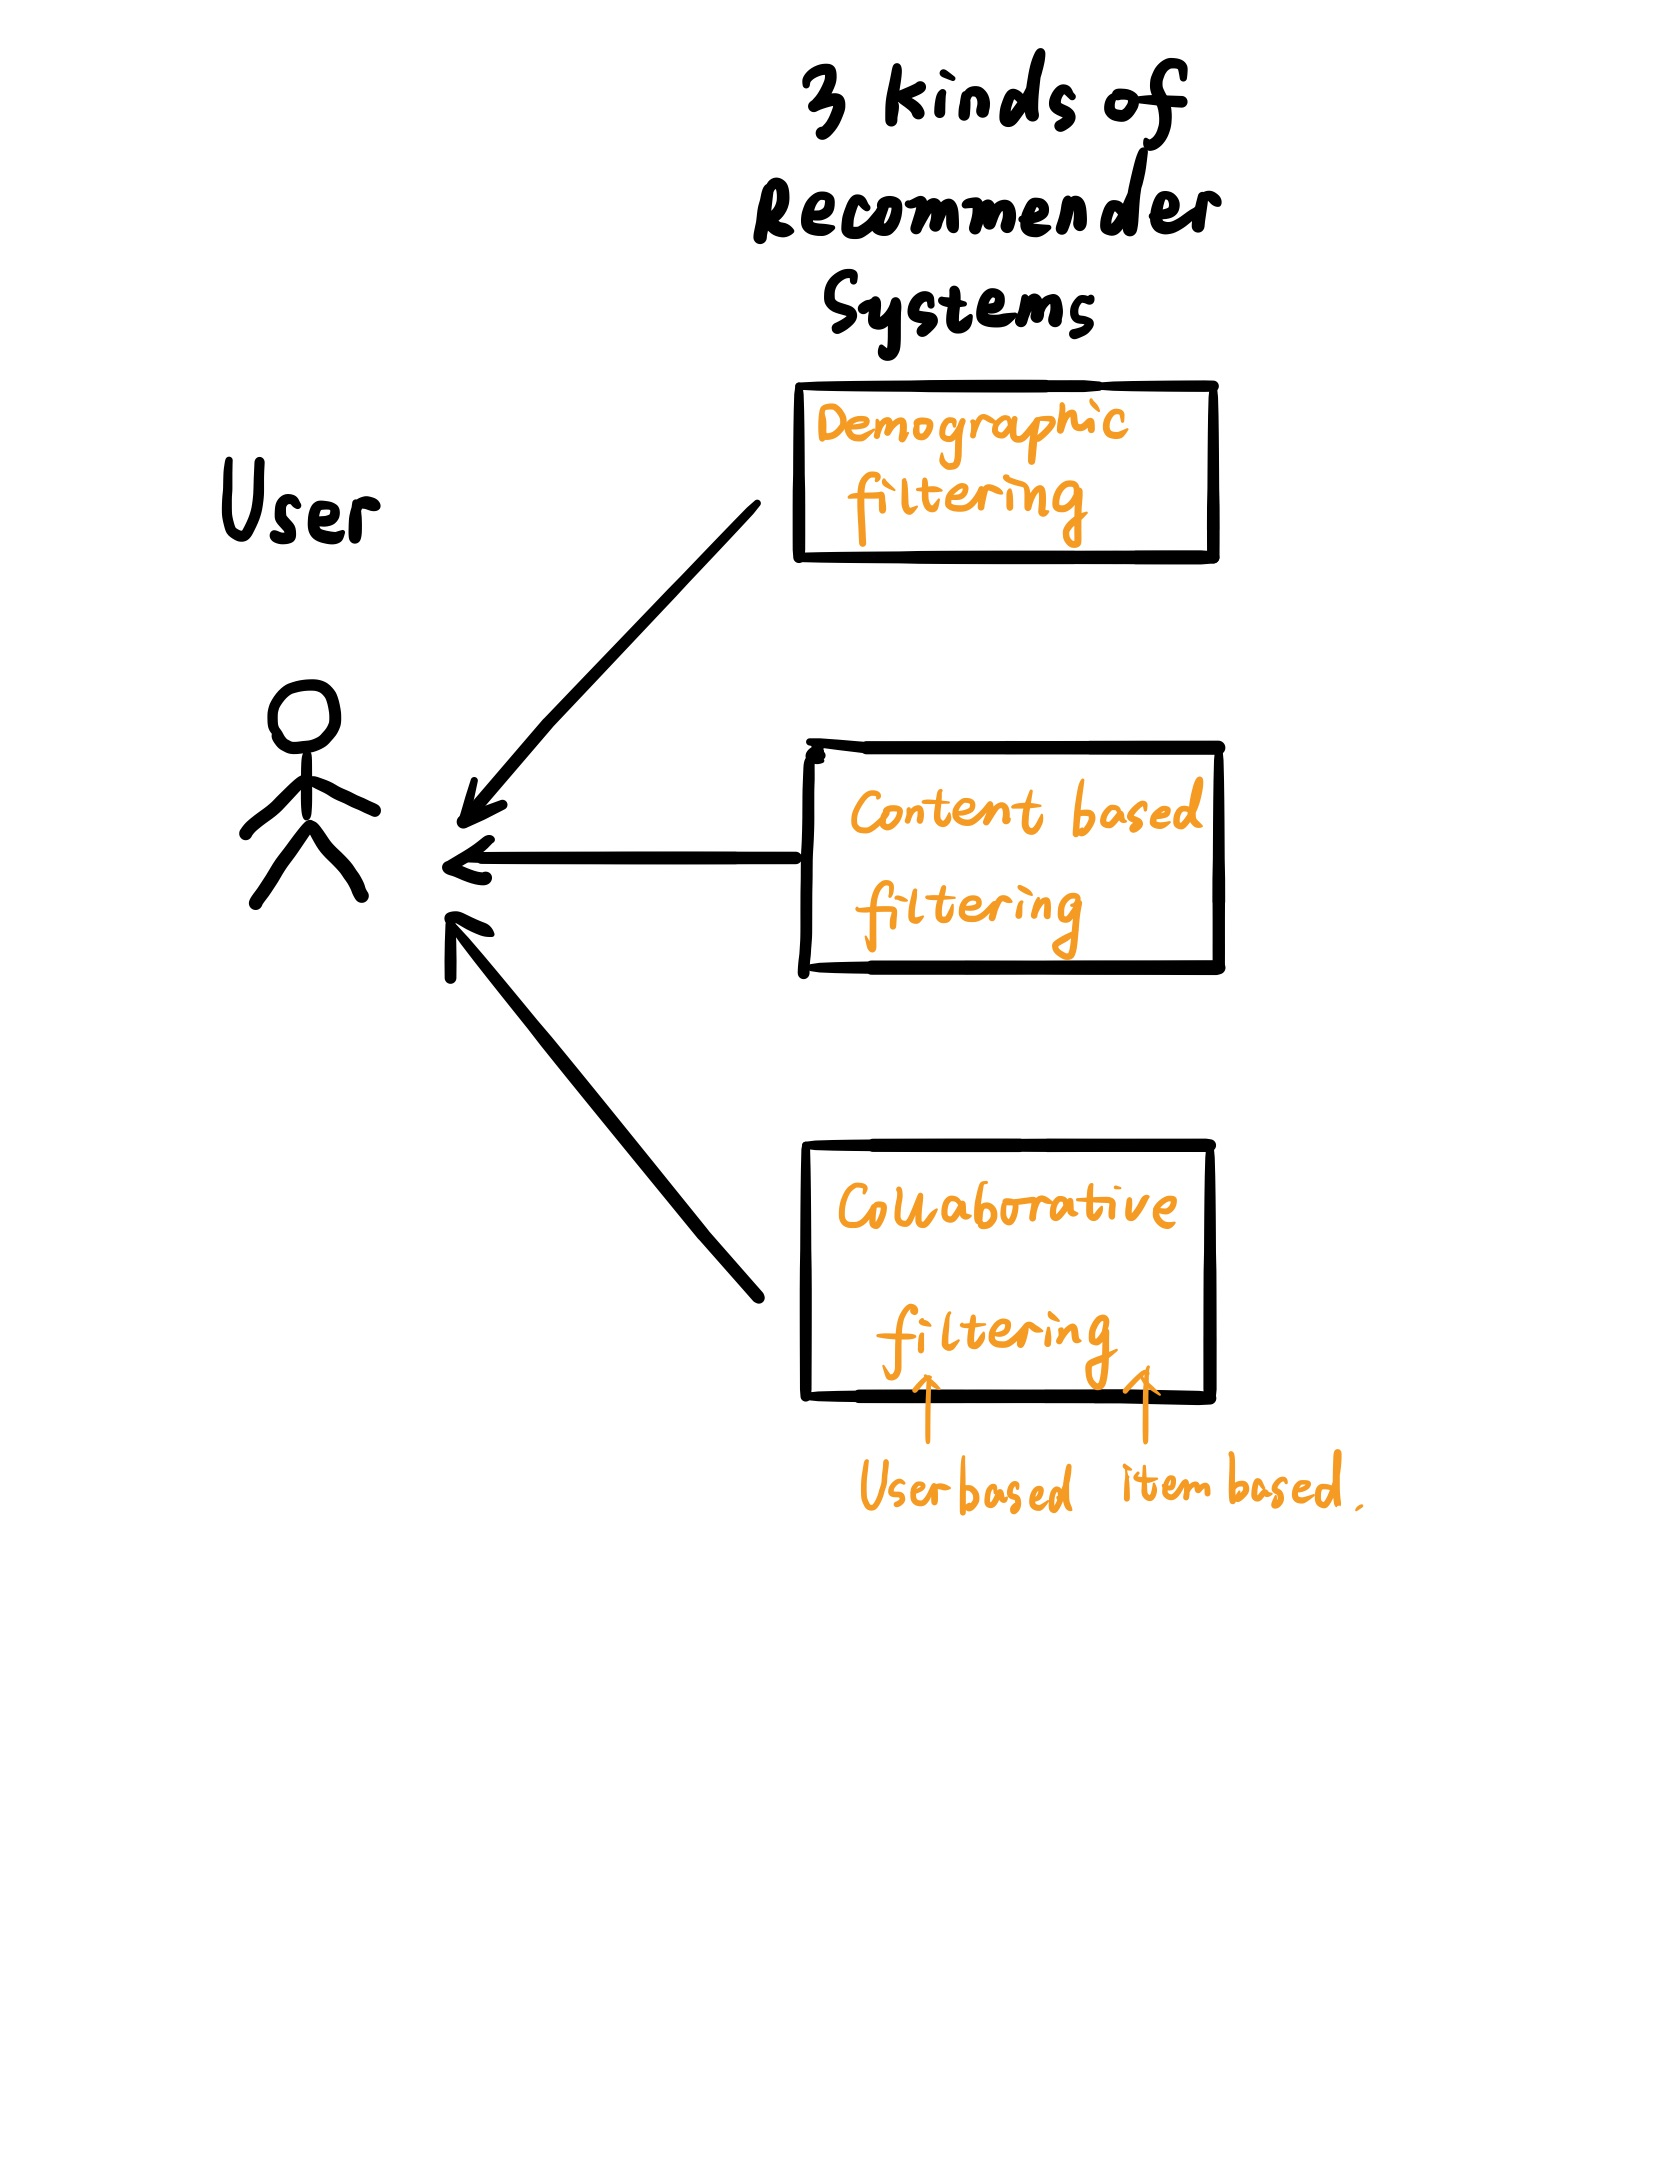 3 kinds of
Recommender
Systems
User
Demographic
filtering
Content based
filtering
Collaborative
filtering
User based item based.